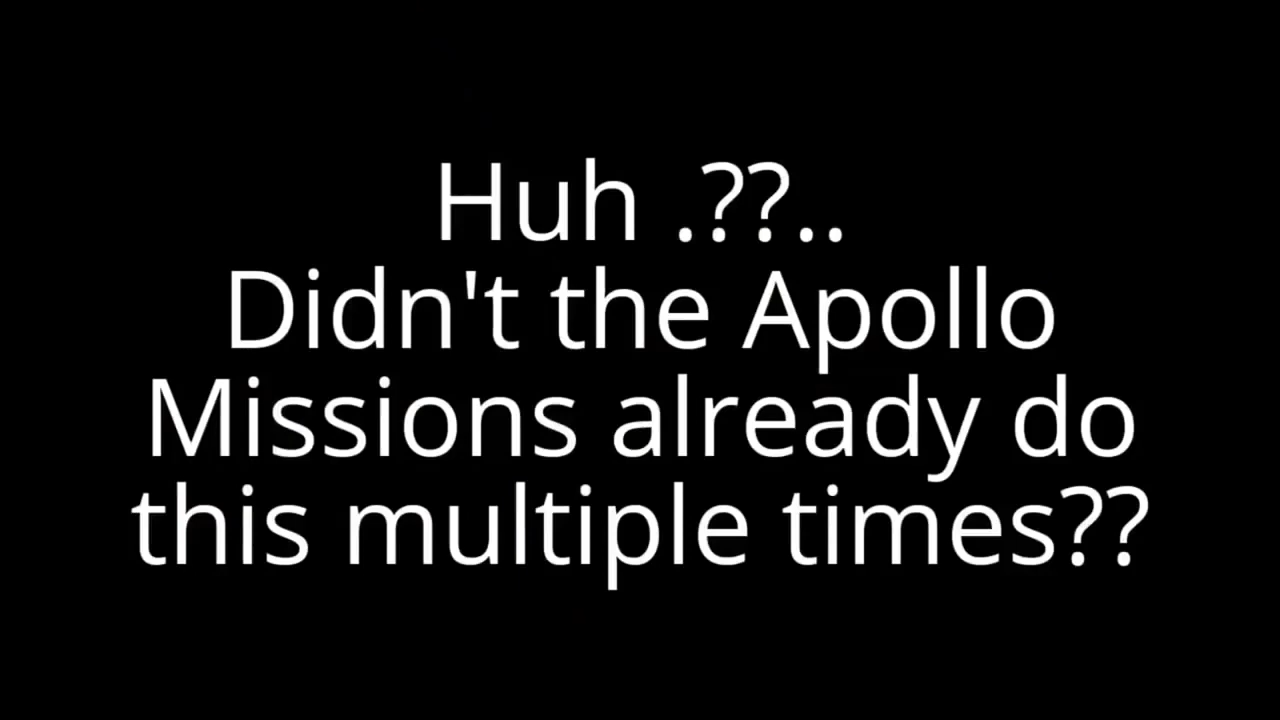 Huh .??..
Didn't the Apollo
Missions already do
this multiple times??